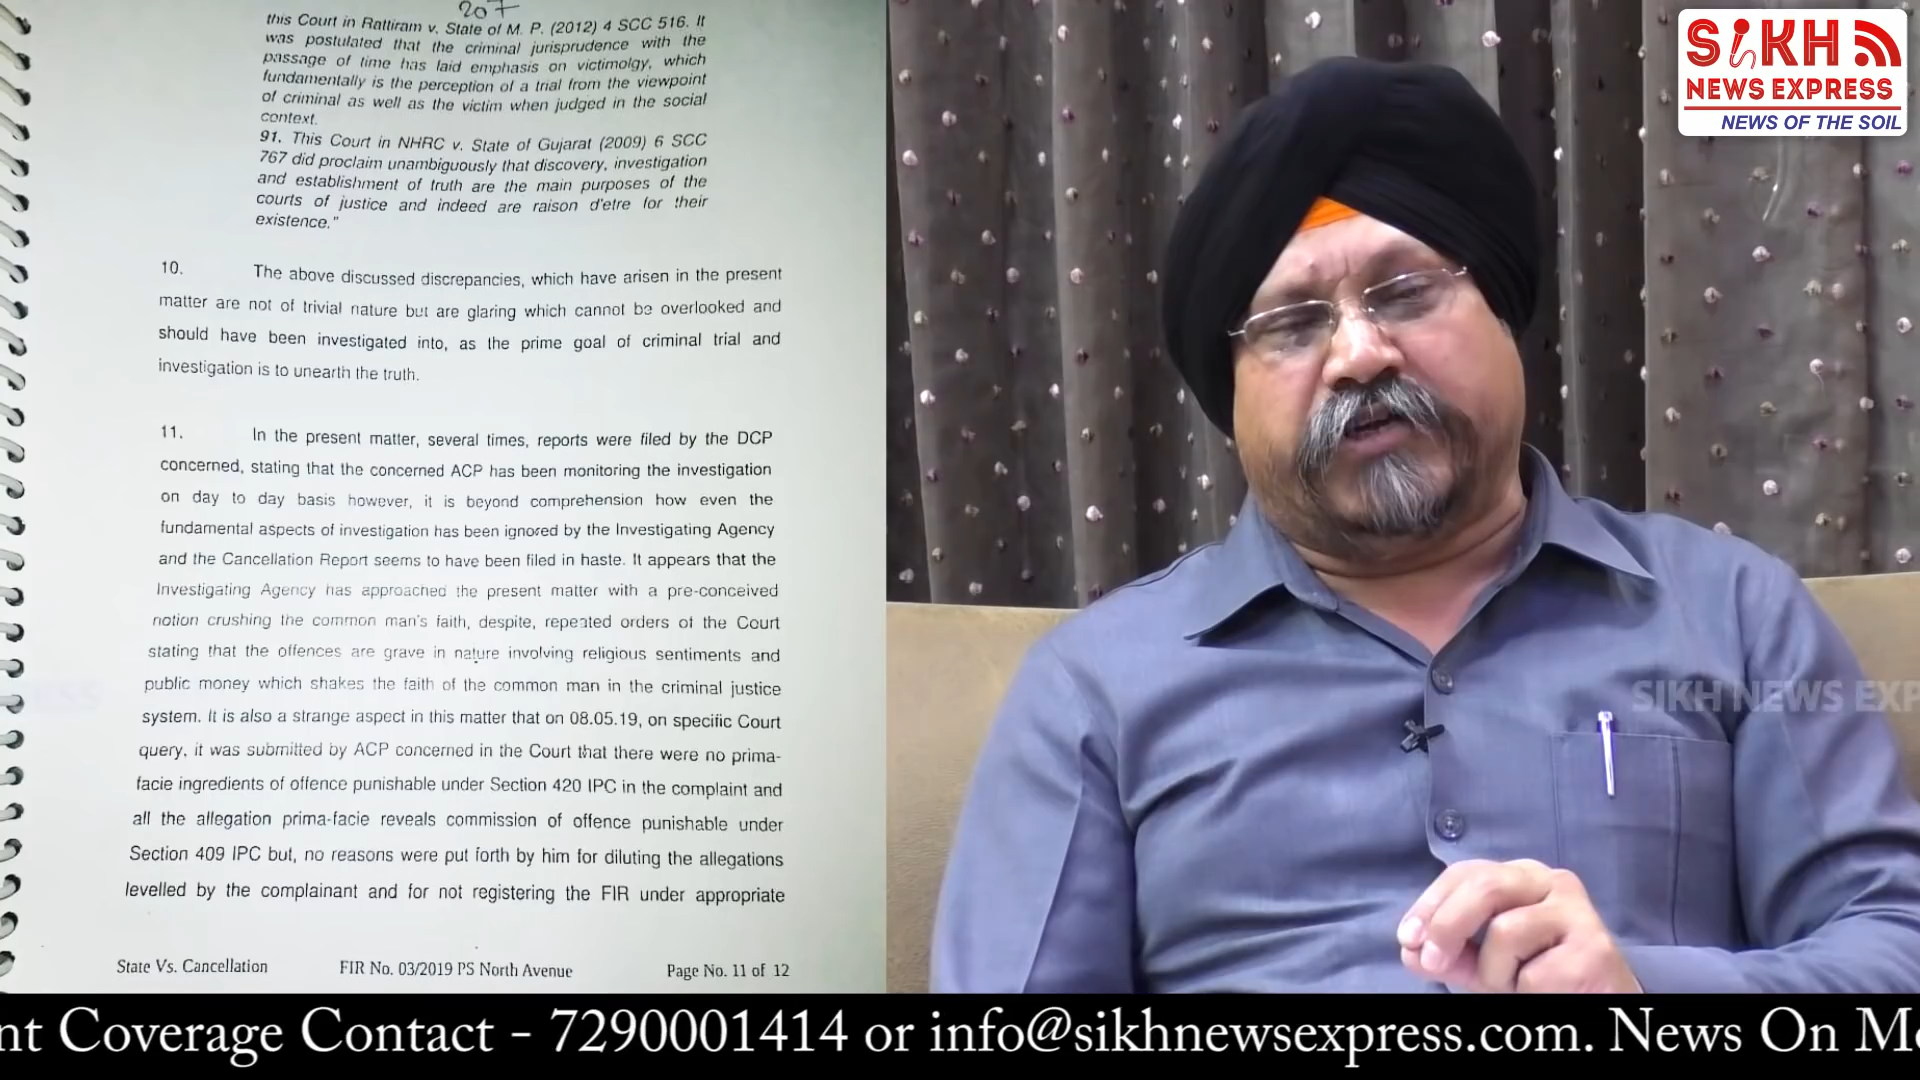 207
this Court in Rattiram v. State of M. P. (2012) 4 SCC 516. It
was postulated that the criminal jurisprudence with the
passage of time has laid emphasis on victimolgy, which
fundamentally is the perception of a trial from the viewpoint
of criminal as well as the victim when judged in the social
context.
91. This Court in NHRC v. State of Gujarat (2009) 6 SCC
767 did proclaim unambiguously that discovery, investigation
and establishment of truth are the main purposes of the
courts of justice and indeed are raison d'etre for their
existence."
10. The above discussed discrepancies, which have arisen in the present
matter are not of trivial nature but are glaring which cannot be overlooked and
should have been investigated into, as the prime goal of criminal trial and
investigation is to unearth the truth.
11. In the present matter, several times, reports were filed by the DCP
concerned, stating that the concerned ACP has been monitoring the investigation
on day to day basis however, it is beyond comprehension how even the
fundamental aspects of investigation has been ignored by the Investigating Agency
and the Cancellation Report seems to have been filed in haste. It appears that the
Investigating Agency has approached the present matter with a pre-conceived
notion crushing the common man's faith, despite, repeated orders of the Court
stating that the offences are grave in nature involving religious sentiments and
public money which shakes the faith of the common man in the criminal justice
system. It is also a strange aspect in this matter that on 08.05.19, on specific Court
query, it was submitted by ACP concerned in the Court that there were no prima-
facie ingredients of offence punishable under Section 420 IPC in the complaint and
all the allegation prima-facie reveals commission of offence punishable under
Section 409 IPC but, no reasons were put forth by him for diluting the allegations
levelled by the complainant and for not registering the FIR under appropriate
State Vs. Cancellation FIR No. 03/2019 PS North Avenue Page No. 11 of 12
SiKH
NEWS EXPRESS
NEWS OF THE SOIL
PRESS
SIKH NEWS EXP
nt Coverage Contact - 7290001414 or info@sikhnewsexpress.com. News On Mo